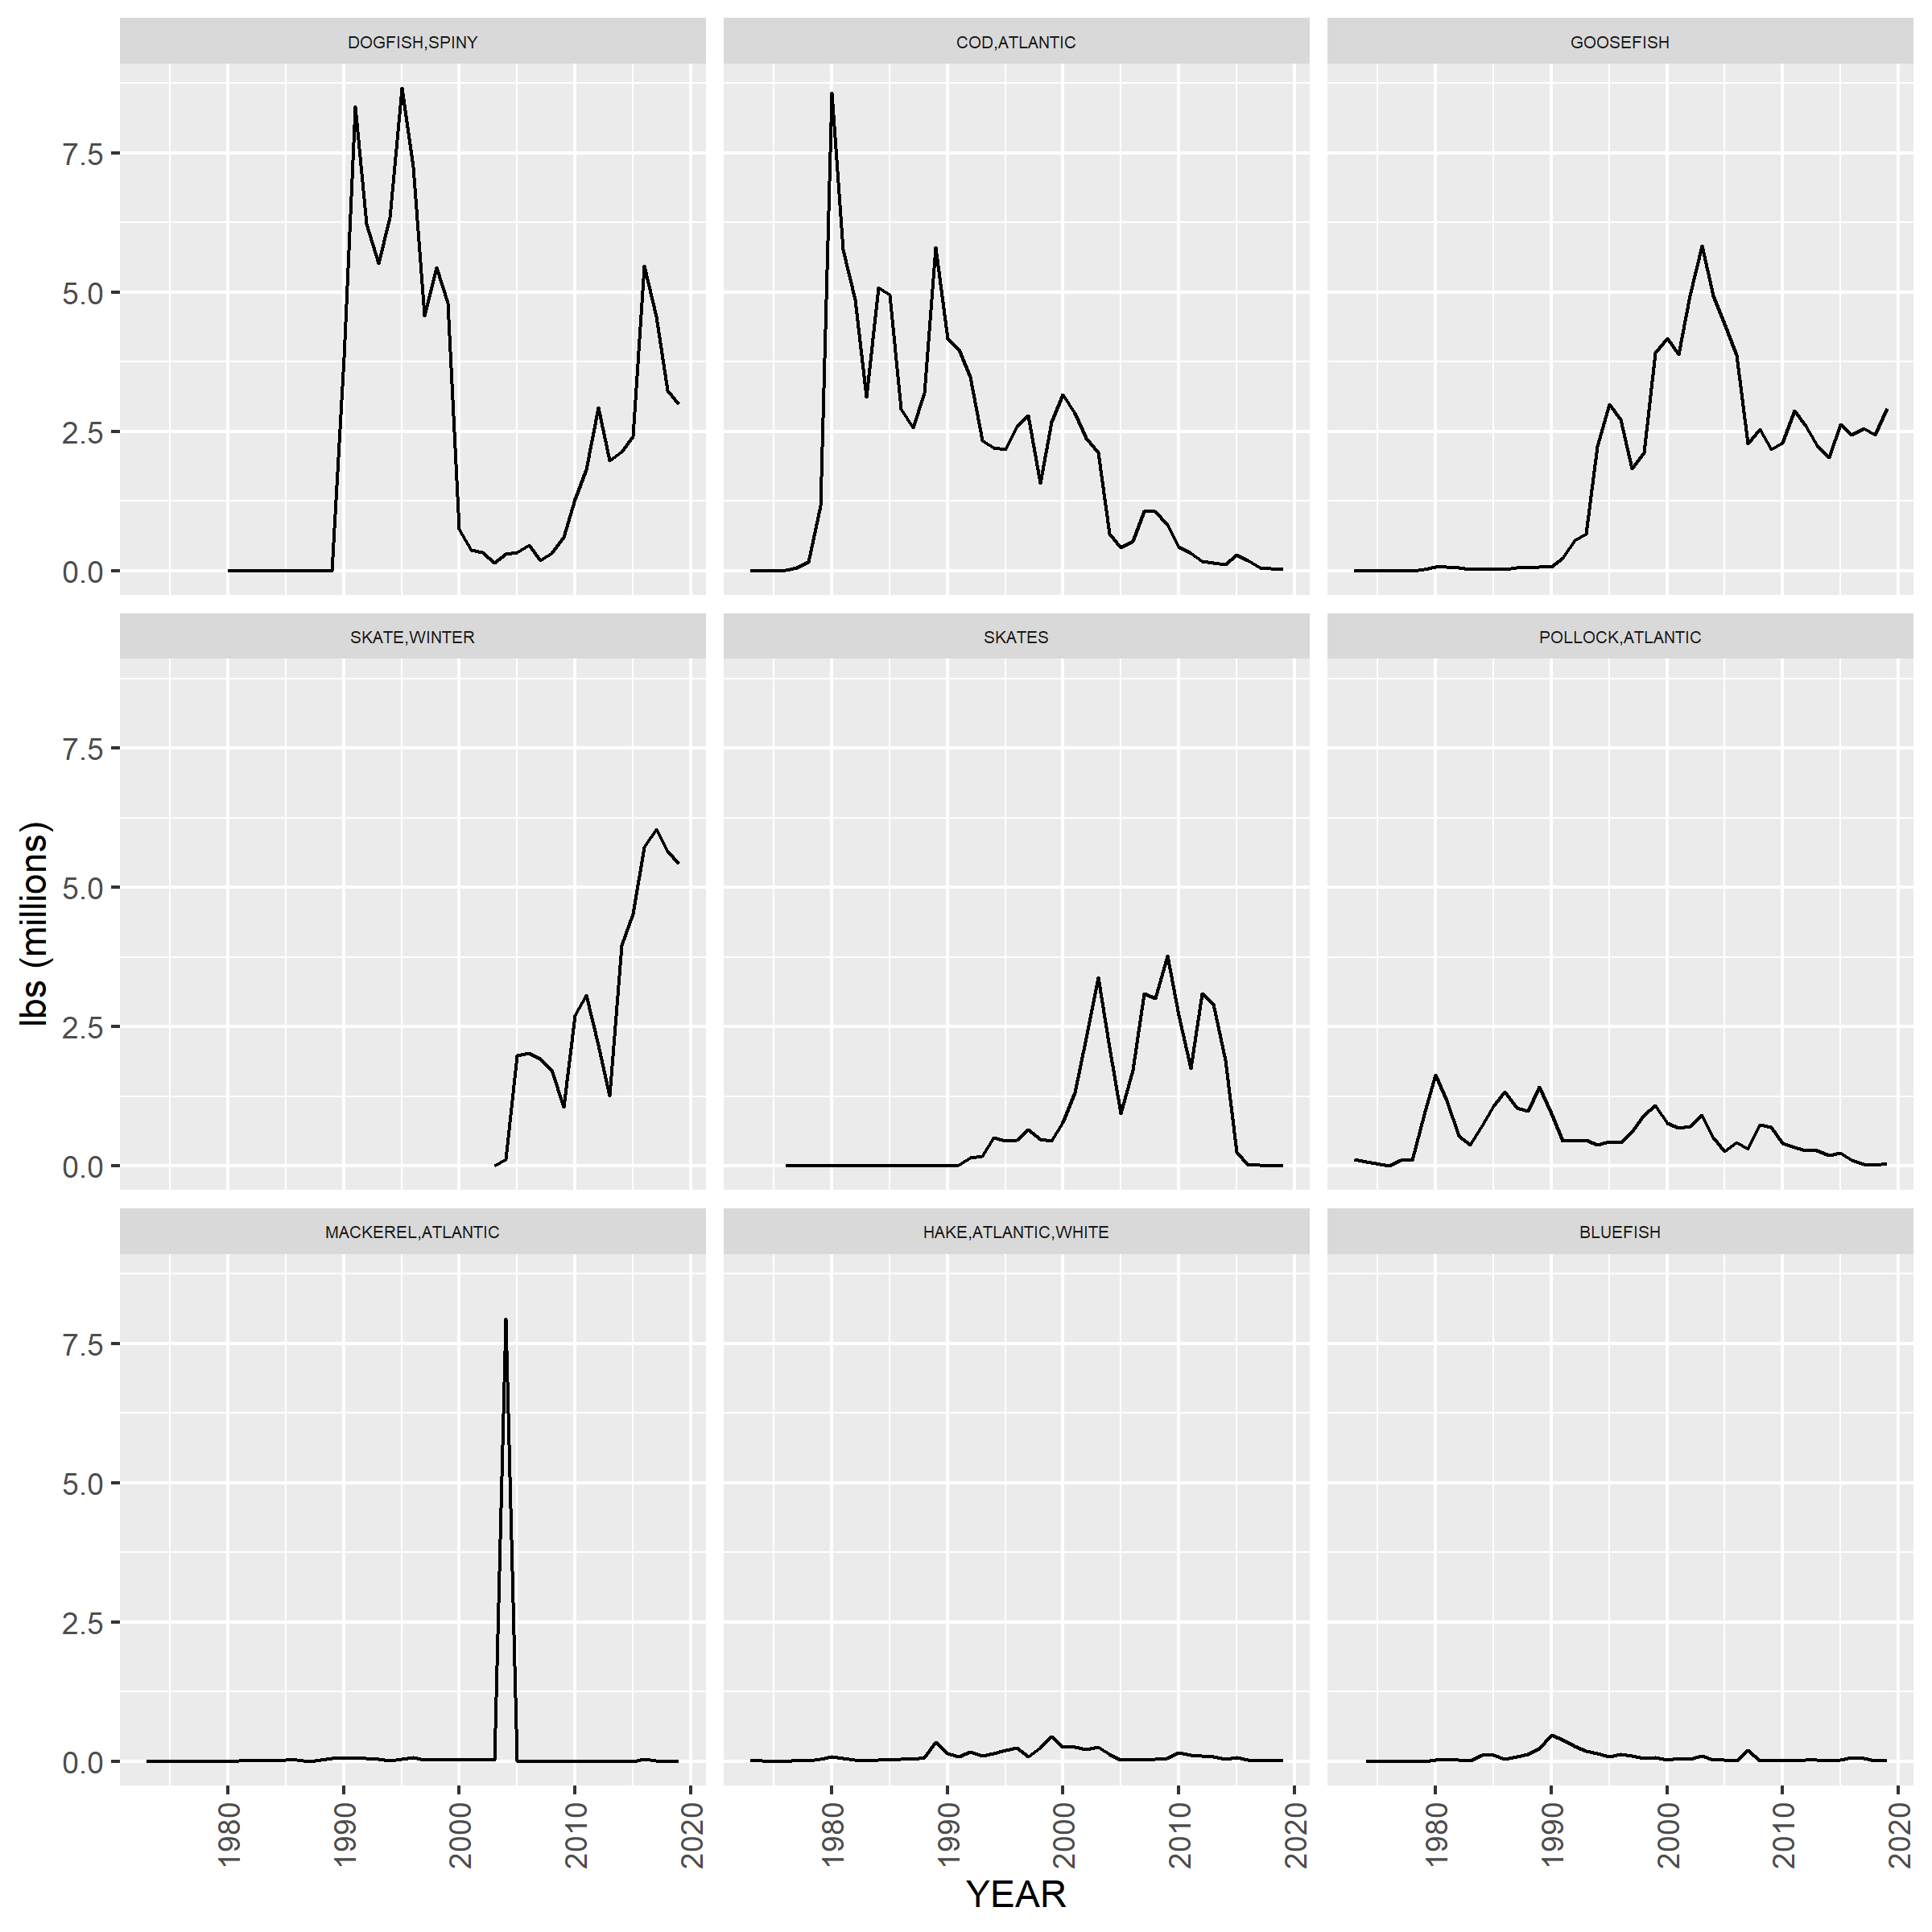 DOGFISH,SPINY
COD,ATLANTIC
GOOSEFISH
7.5
5.0
2.5
0.0
SKATE,WINTER
SKATES
POLLOCK,ATLANTIC
7.5
5.0
2.5
0.0
lbs (millions)
MACKEREL,ATLANTIC
HAKE,ATLANTIC,WHITE
BLUEFISH
7.5
5.0
2.5
0.0
1980 1990 2000 2010 2020
1980 1990 2000 2010 2020
1980 1990 2000 2010 2020
YEAR